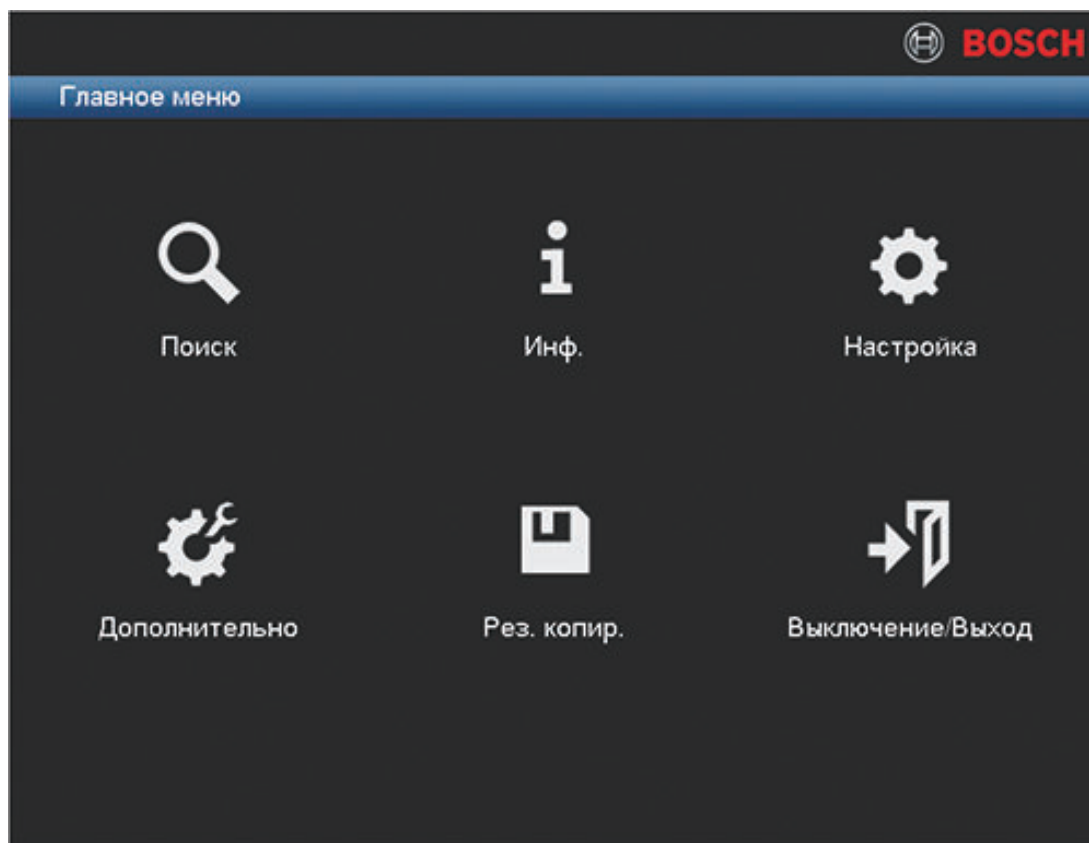 BOSCH
Главное меню
Поиск
Инф.
Настройка
Дополнительно
Рез. копир.
Выключение/Выход